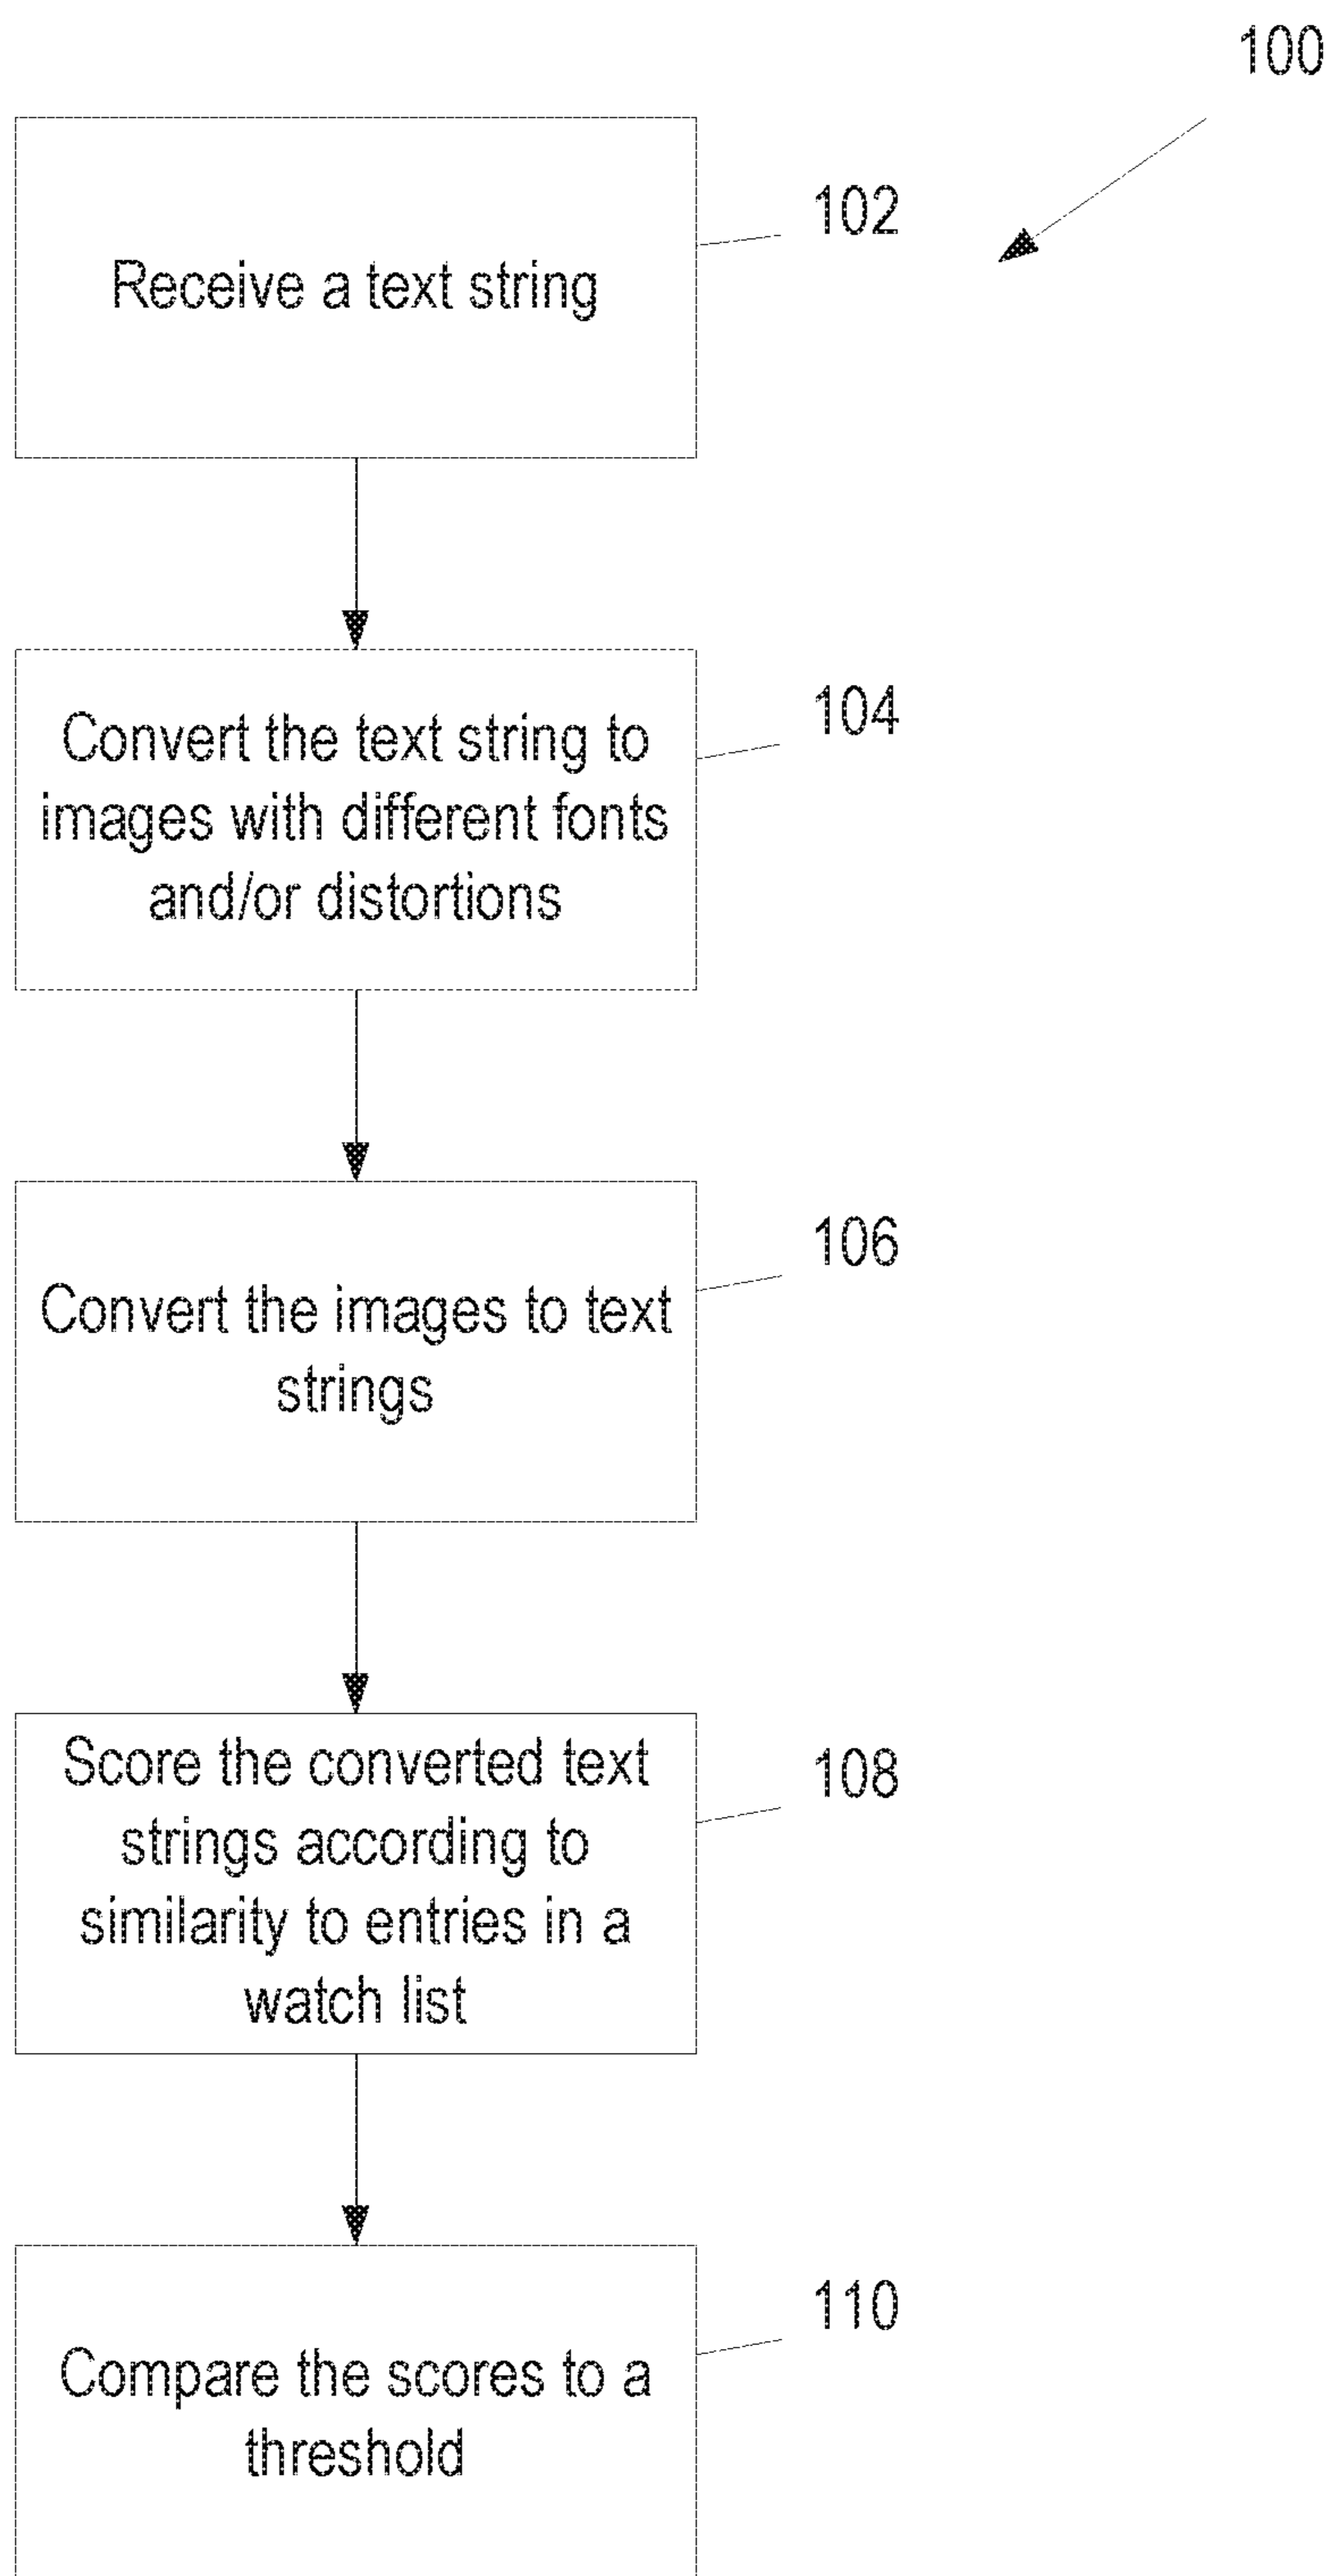 100
102
Receive a text string
104
Convert the text string to
images with different fonts
and/or distortions
106
Convert the images to text
strings
108
Score the converted text
strings according to
similarity to entries in a
watch list
110
Compare the scores to a
threshold